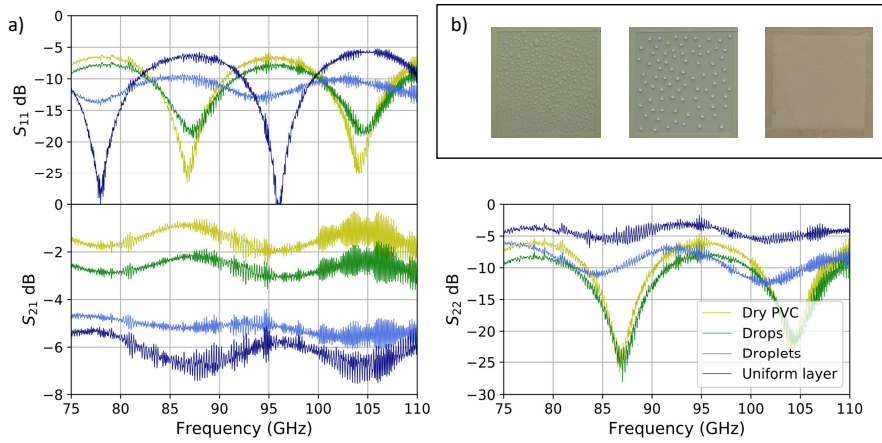 a)
0
−5
−10
−15
−20
−25
S11 dB
0
−2
−4
−6
−8
S21 dB
75 80 85 90 95 100 105 110
Frequency (GHz)
b)
0
−5
−10
−15
−20
−25
−30
S22 dB
Dry PVC
Drops
Droplets
Uniform layer
75 80 85 90 95 100 105 110
Frequency (GHz)